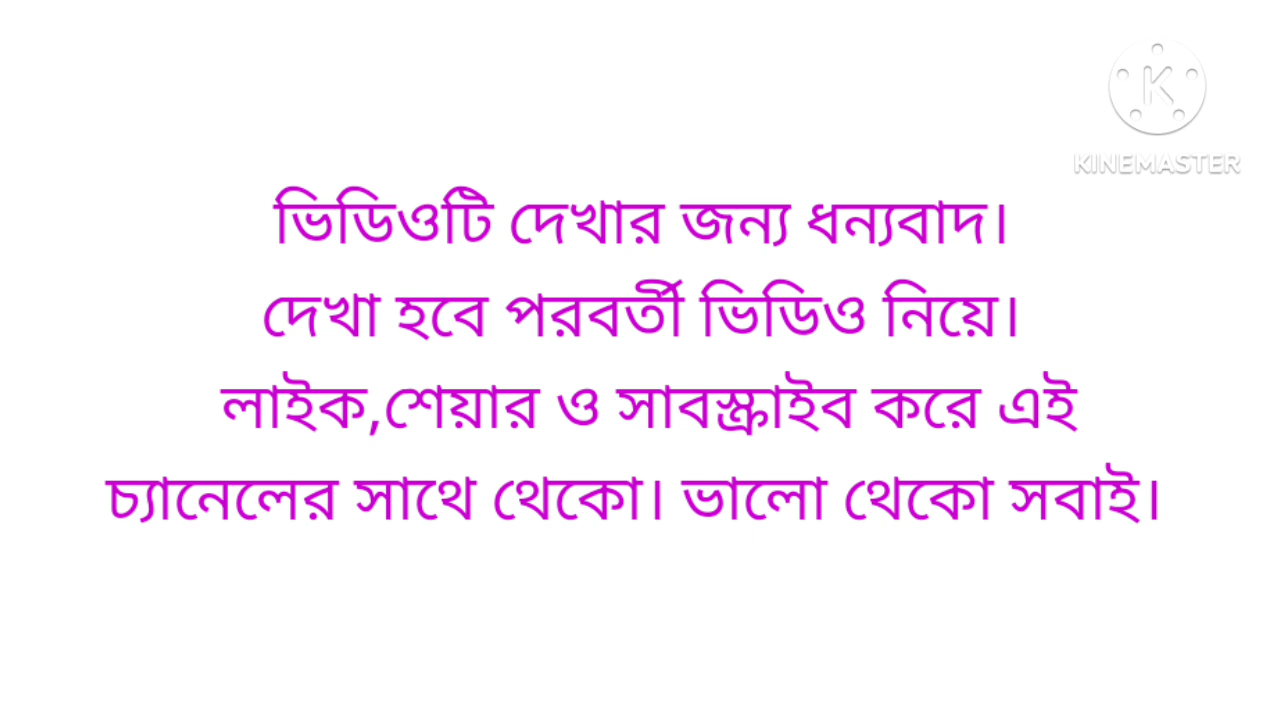 KINEMASTER
ভিডিওটি দেখার জন্য ধন্যবাদ।
দেখা হবে পরবর্তী ভিডিও নিয়ে।
লাইক,শেয়ার ও সাবস্ক্রাইব করে এই
চ্যানেলের সাথে থেকো। ভালো থেকো সবাই।